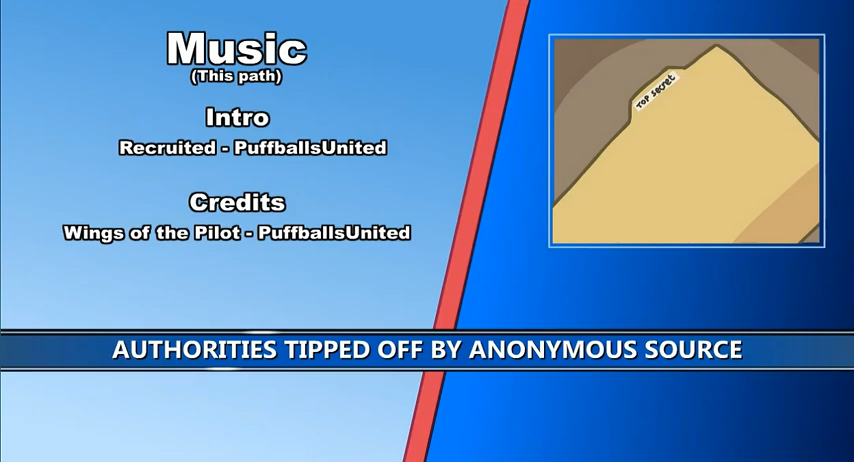 Music
(This path)
Intro
Recruited - PuffballsUnited
Credits
Wings of the Pilot - PuffballsUnited
TOP SECRET
AUTHORITIES TIPPED OFF BY ANONYMOUS SOURCE